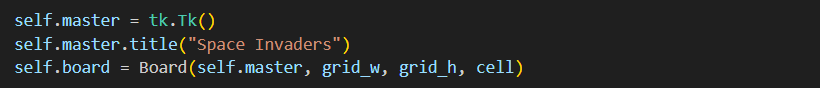 self.master = tk.Tk()
self.master.title("Space Invaders")
self.board = Board(self.master, grid_w, grid_h, cell)